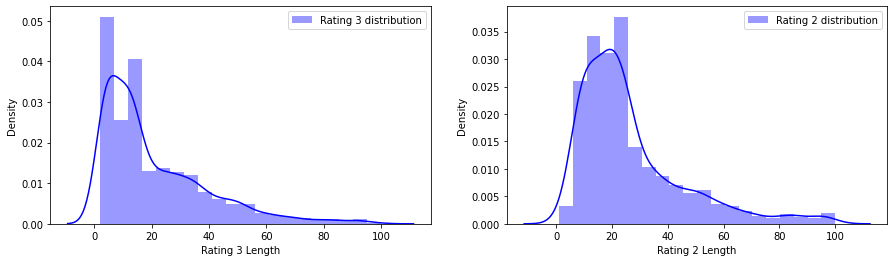 Rating 3 distribution
0.05
0.04
0.03
0.02
0.01
0.00
Density
0 20 40 60 80 100
Rating 3 Length
Rating 2 distribution
0.035
0.030
0.025
0.020
0.015
0.010
0.005
0.000
Density
0 20 40 60 80 100
Rating 2 Length